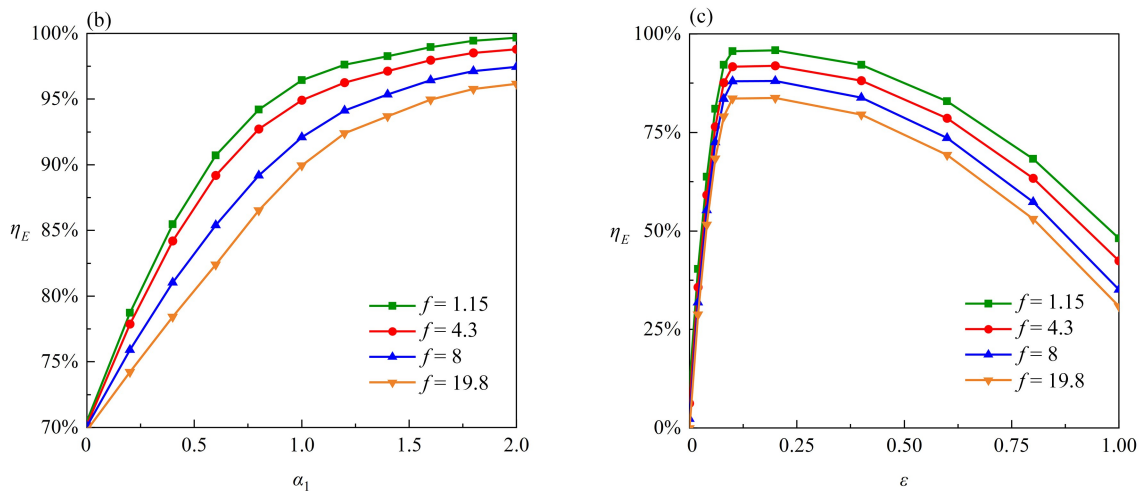 (b)
100%
95%
90%
η_E
85%
80%
75%
70%
f = 1.15
f = 4.3
f = 8
f = 19.8
0
0.5
1.0
1.5
2.0
α₁
(c)
100%
75%
η_E
50%
25%
0%
f = 1.15
f = 4.3
f = 8
f = 19.8
0
0.25
0.50
0.75
1.00
ε